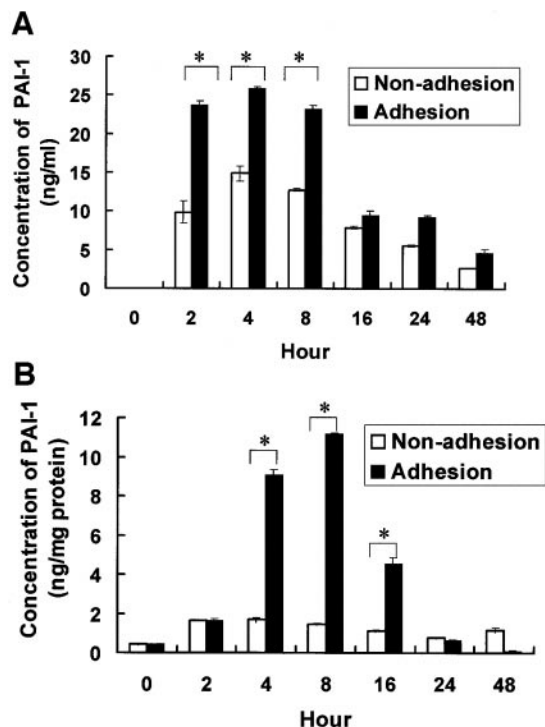 A
* * *
Concentration of PAI-1
(ng/ml)
30
25
20
15
10
5
0
Non-adhesion
Adhesion
0 2 4 8 16 24 48
Hour
B
* * *
Concentration of PAI-1
(ng/mg protein)
12
10
8
6
4
2
0
Non-adhesion
Adhesion
0 2 4 8 16 24 48
Hour